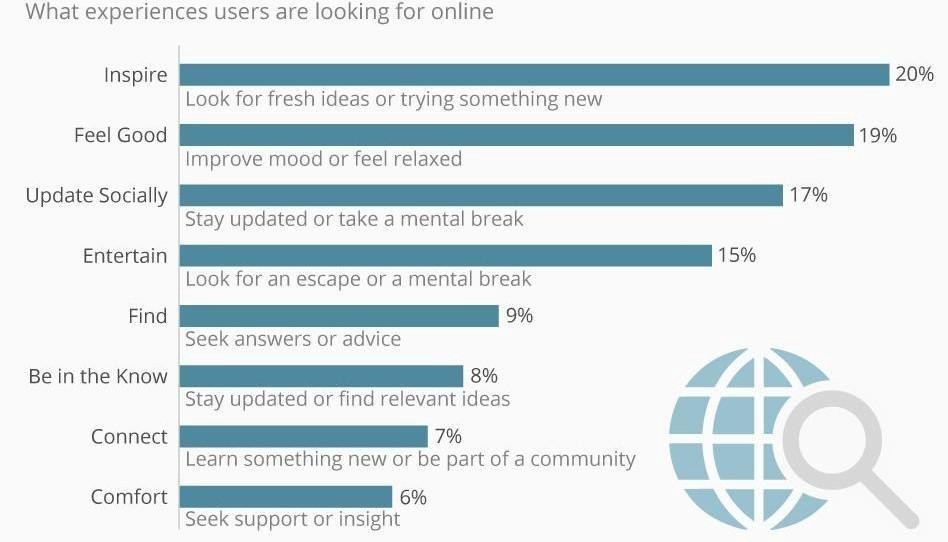 What experiences users are looking for online
Inspire 20%
Look for fresh ideas or trying something new
Feel Good 19%
Improve mood or feel relaxed
Update Socially 17%
Stay updated or take a mental break
Entertain 15%
Look for an escape or a mental break
Find 9%
Seek answers or advice
Be in the Know 8%
Stay updated or find relevant ideas
Connect 7%
Learn something new or be part of a community
Comfort 6%
Seek support or insight